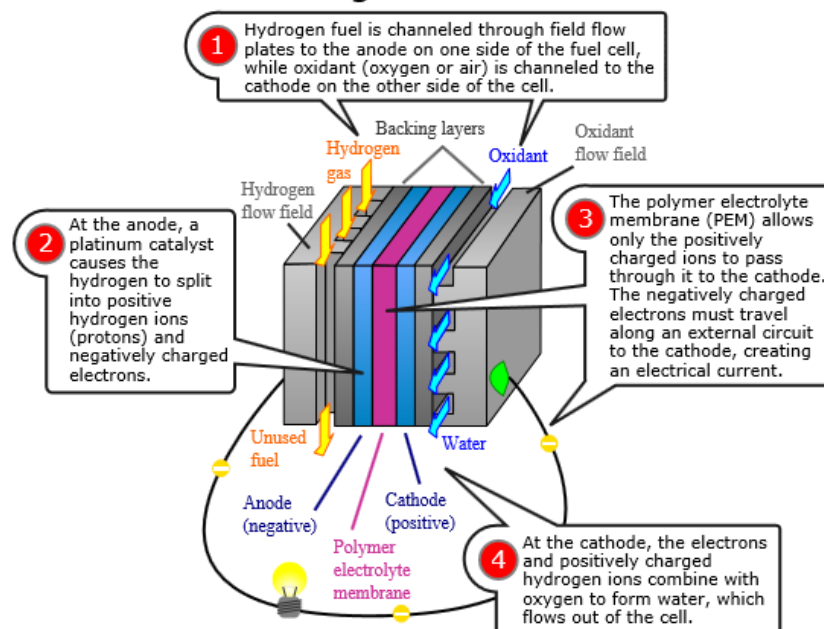 1
Hydrogen fuel is channeled through field flow
plates to the anode on one side of the fuel cell,
while oxidant (oxygen or air) is channeled to the
cathode on the other side of the cell.
Backing layers
Oxidant
flow field
Hydrogen
gas
Oxidant
Hydrogen
flow field
2
At the anode, a
platinum catalyst
causes the
hydrogen to split
into positive
hydrogen ions
(protons) and
negatively charged
electrons.
3
The polymer electrolyte
membrane (PEM) allows
only the positively
charged ions to pass
through it to the cathode.
The negatively charged
electrons must travel
along an external circuit
to the cathode, creating
an electrical current.
Unused
fuel
Water
Anode
(negative)
Cathode
(positive)
Polymer
electrolyte
membrane
4
At the cathode, the electrons
and positively charged
hydrogen ions combine with
oxygen to form water, which
flows out of the cell.